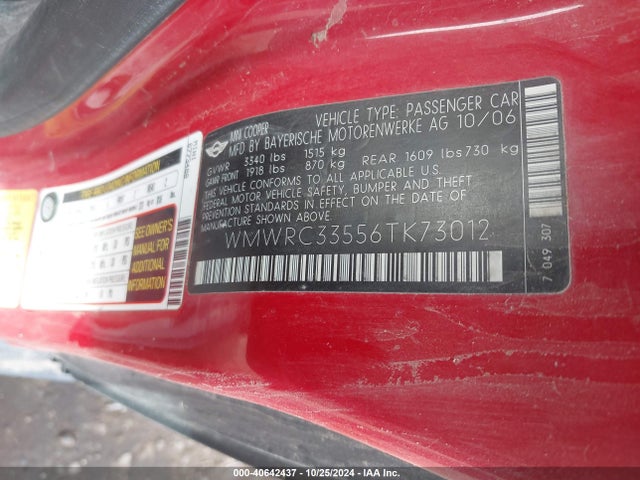 MINI COOPER VEHICLE TYPE: PASSENGER CAR
MFD BY BAYERISCHE MOTORENWERKE AG 10/06
GVWR 3340 lbs 1515 kg
GAWR FRONT 1918 lbs 870 kg REAR 1609 lbs 730 kg
THIS VEHICLE CONFORMS TO ALL APPLICABLE U.S.
FEDERAL MOTOR VEHICLE SAFETY, BUMPER AND THEFT
PREVENTION STANDARDS IN EFFECT ON THE DATE OF
MANUFACTURE SHOWN ABOVE.
WMWRC33556TK73012
7 049 307
SEE OWNER'S
MANUAL FOR
ADDITIONAL
INFORMATION
000-40642437 - 10/25/2024 - IAA Inc.